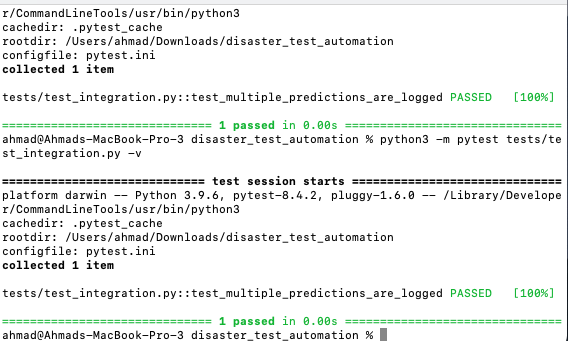 r/CommandLineTools/usr/bin/python3
cachedir: .pytest_cache
rootdir: /Users/ahmad/Downloads/disaster_test_automation
configfile: pytest.ini
collected 1 item
tests/test_integration.py::test_multiple_predictions_are_logged PASSED [100%]
============================== 1 passed in 0.00s ===============================
ahmad@Ahmads-MacBook-Pro-3 disaster_test_automation % python3 -m pytest tests/te
st_integration.py -v
============================= test session starts ==============================
platform darwin -- Python 3.9.6, pytest-8.4.2, pluggy-1.6.0 -- /Library/Develope
r/CommandLineTools/usr/bin/python3
cachedir: .pytest_cache
rootdir: /Users/ahmad/Downloads/disaster_test_automation
configfile: pytest.ini
collected 1 item
tests/test_integration.py::test_multiple_predictions_are_logged PASSED [100%]
============================== 1 passed in 0.00s ===============================
ahmad@Ahmads-MacBook-Pro-3 disaster_test_automation %